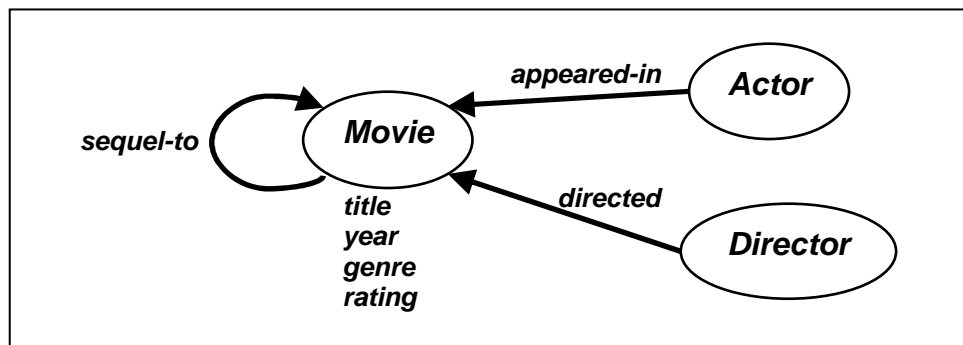 appeared-in
Actor
Movie
sequel-to
directed
title
year
genre
rating
Director